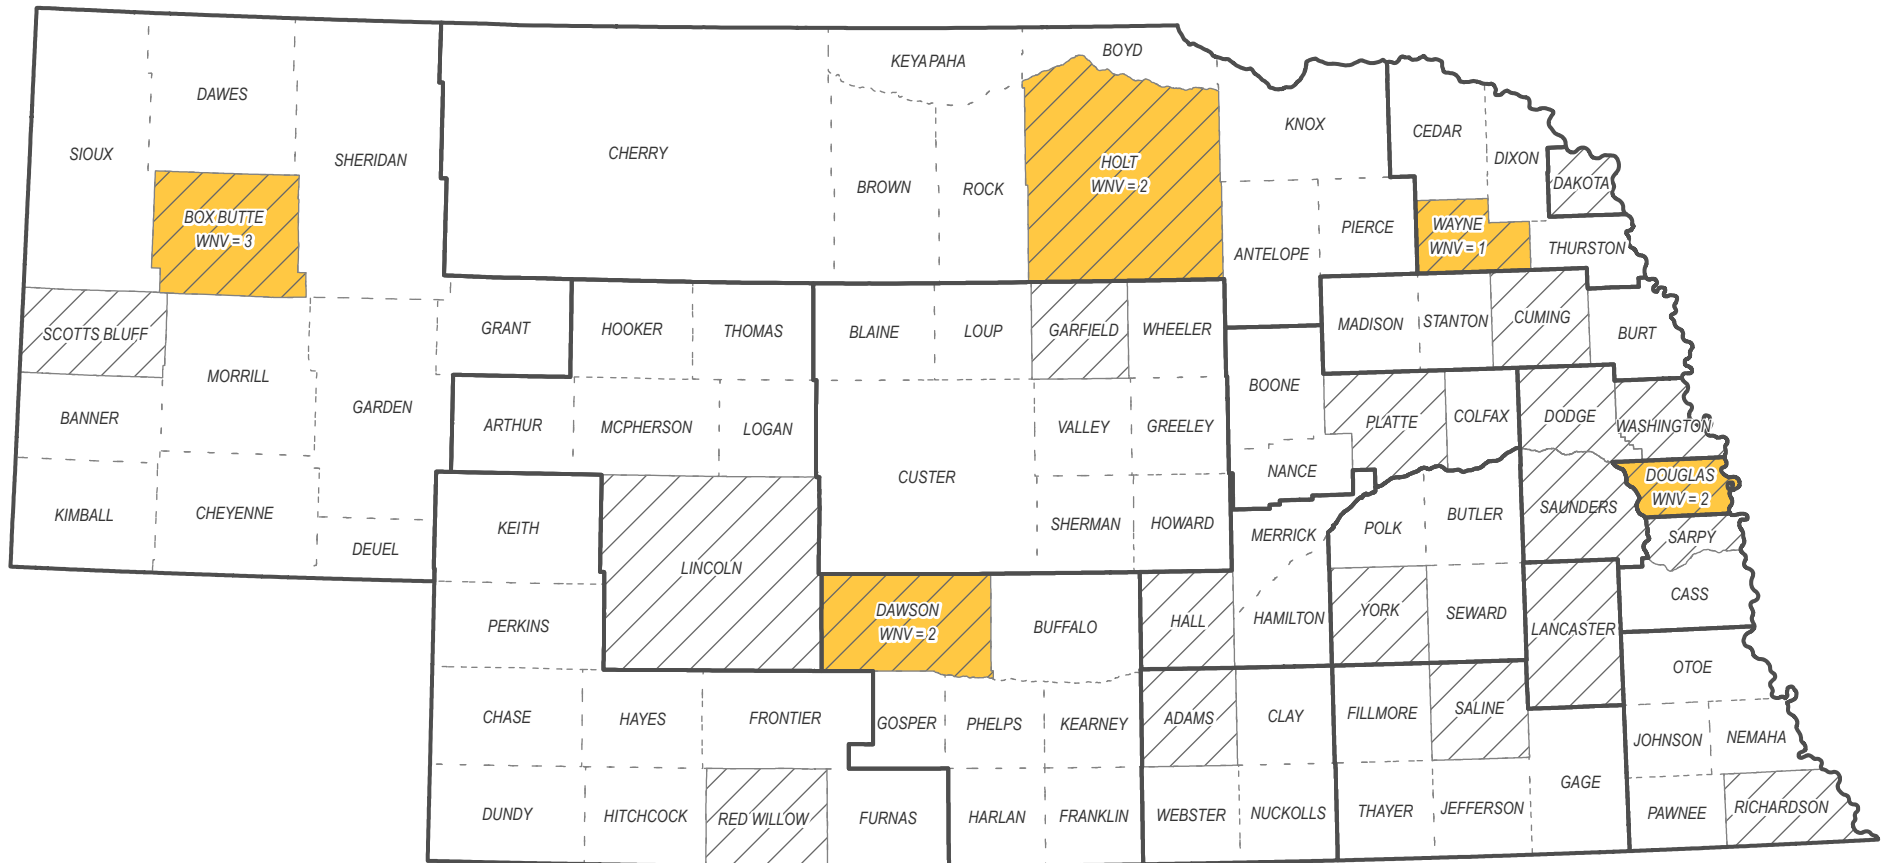 BOYD
KEYA PAHA
DAWES
KNOX
CEDAR
SIOUX
SHERIDAN
CHERRY
DIXON
HOLT
WNV = 2
DAKOTA
BROWN
ROCK
BOX BUTTE
WNV = 3
PIERCE
WAYNE
WNV = 1
THURSTON
ANTELOPE
SCOTTS BLUFF
GRANT
HOOKER
THOMAS
BLAINE
LOUP
GARFIELD
WHEELER
MADISON
STANTON
CUMING
BURT
MORRILL
BOONE
GARDEN
BANNER
ARTHUR
MCPHERSON
LOGAN
VALLEY
GREELEY
PLATTE
COLFAX
DODGE
WASHINGTON
CUSTER
NANCE
DOUGLAS
WNV = 2
KIMBALL
CHEYENNE
KEITH
SHERMAN
HOWARD
MERRICK
POLK
BUTLER
SAUNDERS
SARPY
DEUEL
LINCOLN
CASS
PERKINS
DAWSON
WNV = 2
BUFFALO
HALL
HAMILTON
YORK
SEWARD
LANCASTER
OTOE
CHASE
HAYES
FRONTIER
GOSPER
PHELPS
KEARNEY
ADAMS
CLAY
FILLMORE
SALINE
JOHNSON
NEMAHA
GAGE
DUNDY
HITCHCOCK
RED WILLOW
FURNAS
HARLAN
FRANKLIN
WEBSTER
NUCKOLLS
THAYER
JEFFERSON
PAWNEE
RICHARDSON